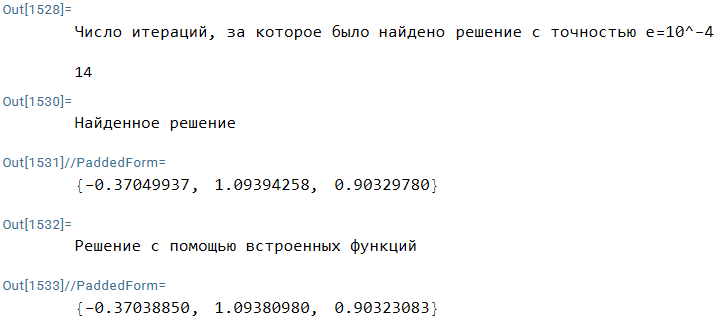 Out[1528]=
Число итераций, за которое было найдено решение с точностью e=10^-4
14
Out[1530]=
Найденное решение
Out[1531]//PaddedForm=
{-0.37049937, 1.09394258, 0.90329780}
Out[1532]=
Решение с помощью встроенных функций
Out[1533]//PaddedForm=
{-0.37038850, 1.09380980, 0.90323083}